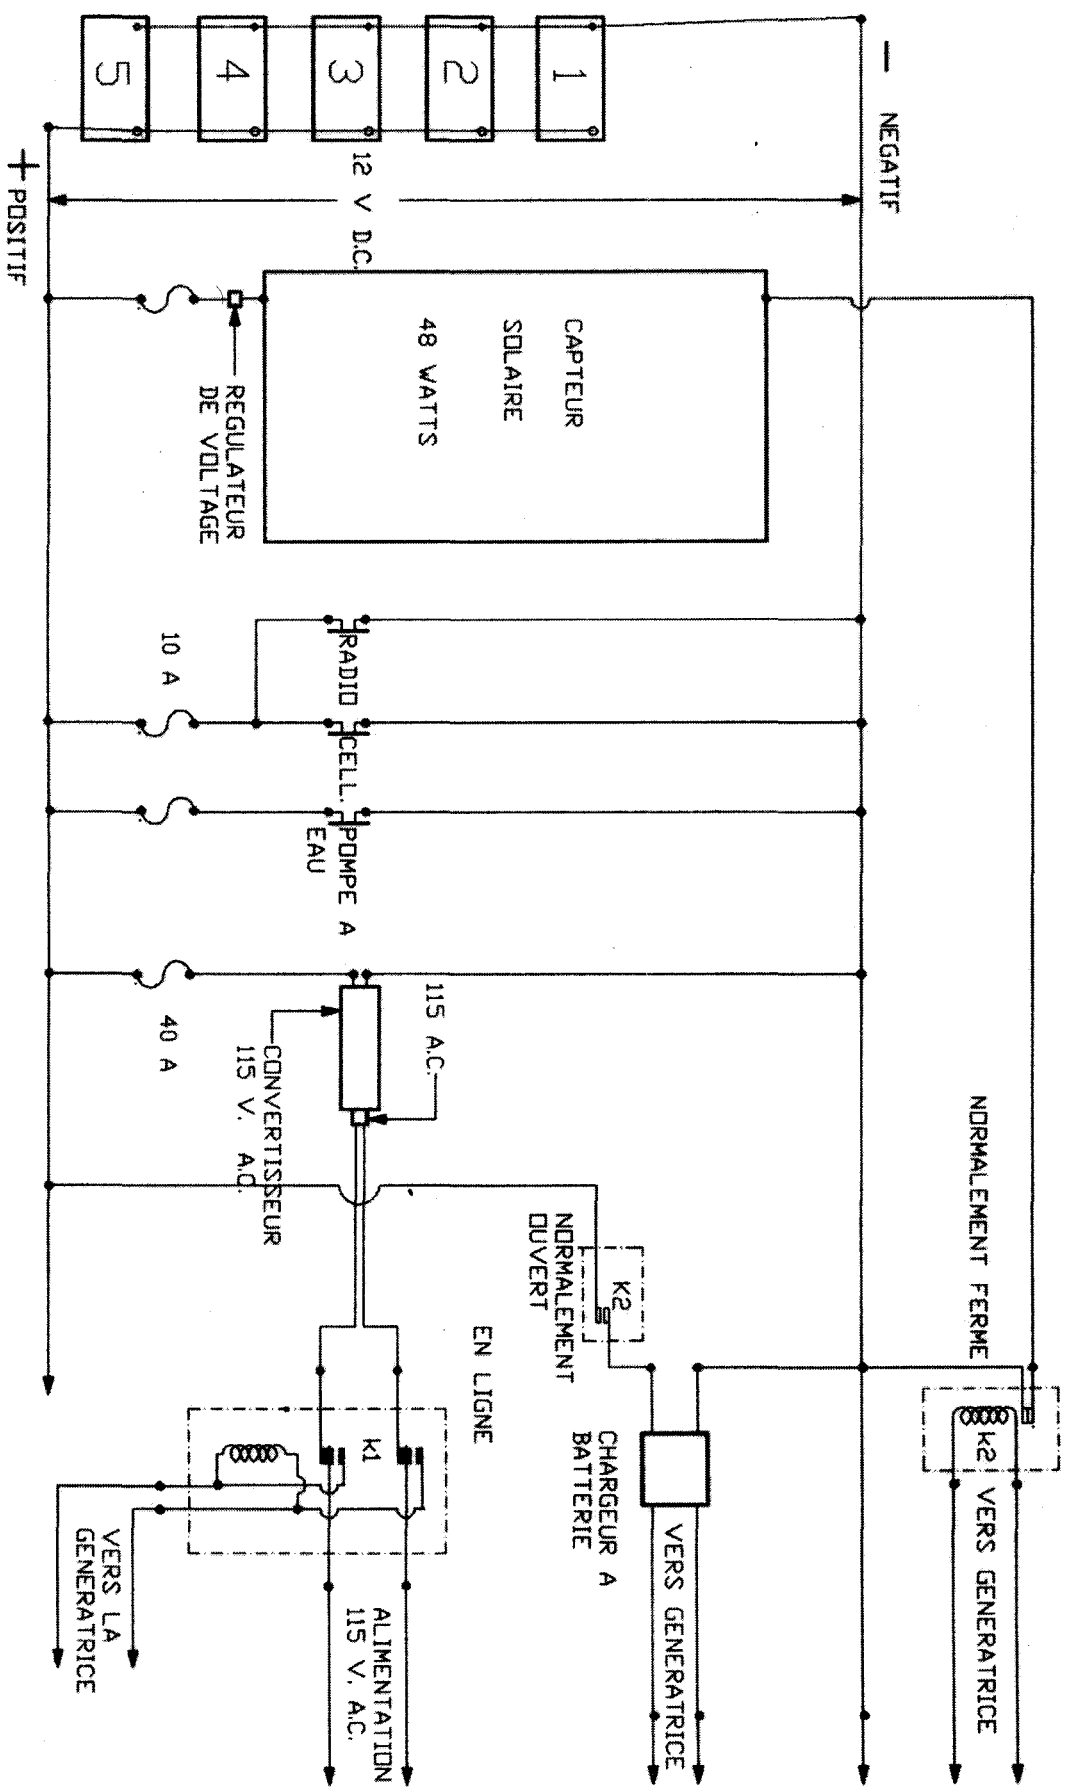 NORMALEMENT FERME
K2
VERS GENERATRICE
— NEGATIF
1
2
3
4
5
12 V D.C.
CAPTEUR
SOLAIRE
48 WATTS
REGULATEUR
DE VOLTAGE
RADIO
CELL.
POMPE A
EAU
10 A
40 A
115 A.C.
CONVERTISSEUR
115 V. A.C.
K2
NORMALEMENT
OUVERT
CHARGEUR A
BATTERIE
VERS GENERATRICE
EN LIGNE
k1
ALIMENTATION
115 V. A.C.
VERS LA
GENERATRICE
+ POSITIF